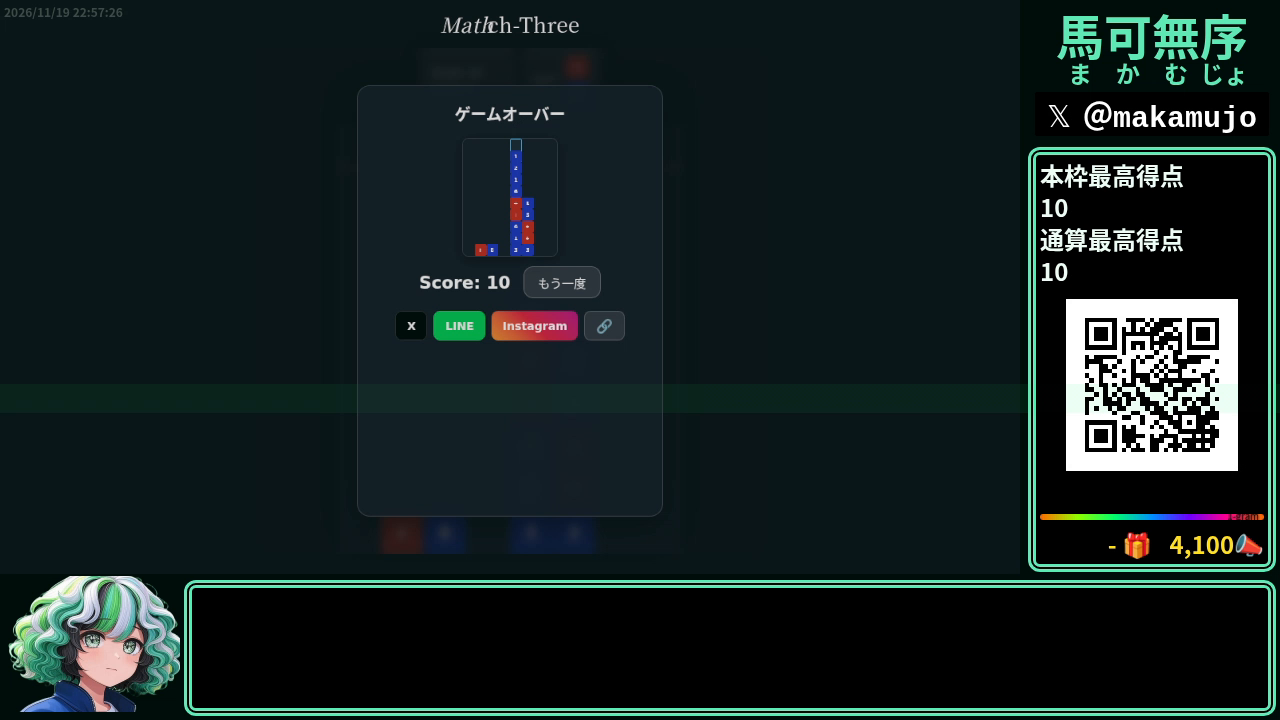 2026/11/19 22:57:26
Mathch-Three
ゲームオーバー
Score: 10
もう一度
X
LINE
Instagram
馬可無序
ま か む じょ
𝕏 @makamujo
本枠最高得点
10
通算最高得点
10
- 🎁 4,100📣